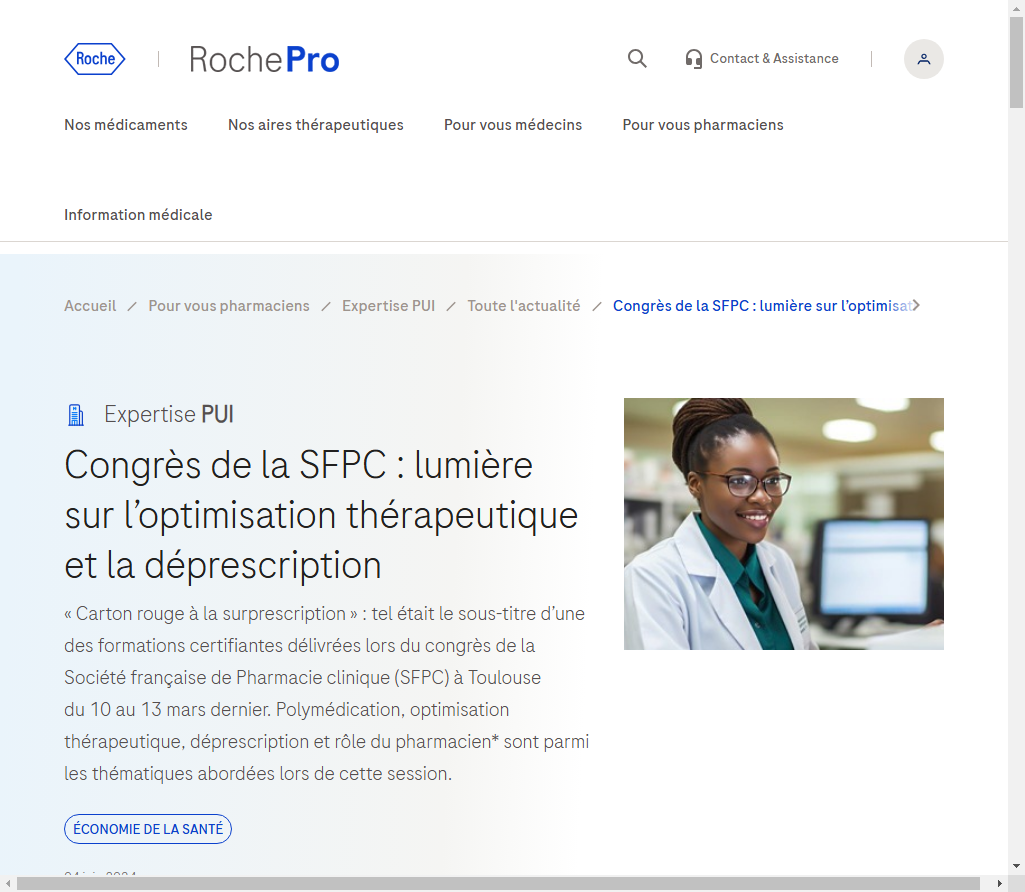 Roche
RochePro
Contact & Assistance
Nos médicaments
Nos aires thérapeutiques
Pour vous médecins
Pour vous pharmaciens
Information médicale
Accueil / Pour vous pharmaciens / Expertise PUI / Toute l'actualité / Congrès de la SFPC : lumière sur l’optimisat
Expertise PUI
Congrès de la SFPC : lumière
sur l’optimisation thérapeutique
et la déprescription
« Carton rouge à la surprescription » : tel était le sous-titre d’une
des formations certifiantes délivrées lors du congrès de la
Société française de Pharmacie clinique (SFPC) à Toulouse
du 10 au 13 mars dernier. Polymédication, optimisation
thérapeutique, déprescription et rôle du pharmacien* sont parmi
les thématiques abordées lors de cette session.
ÉCONOMIE DE LA SANTÉ